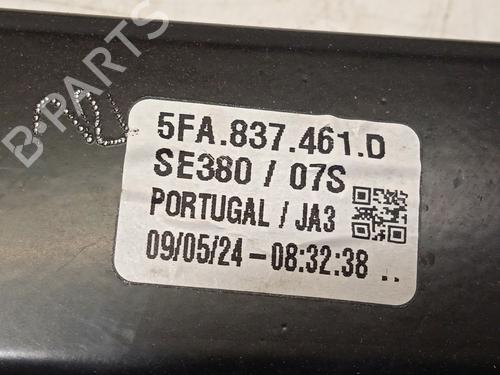 5FA.837.461.D
SE380 / 07S
PORTUGAL / JA3
09/05/24-08:32:38 ..
B-PARTS